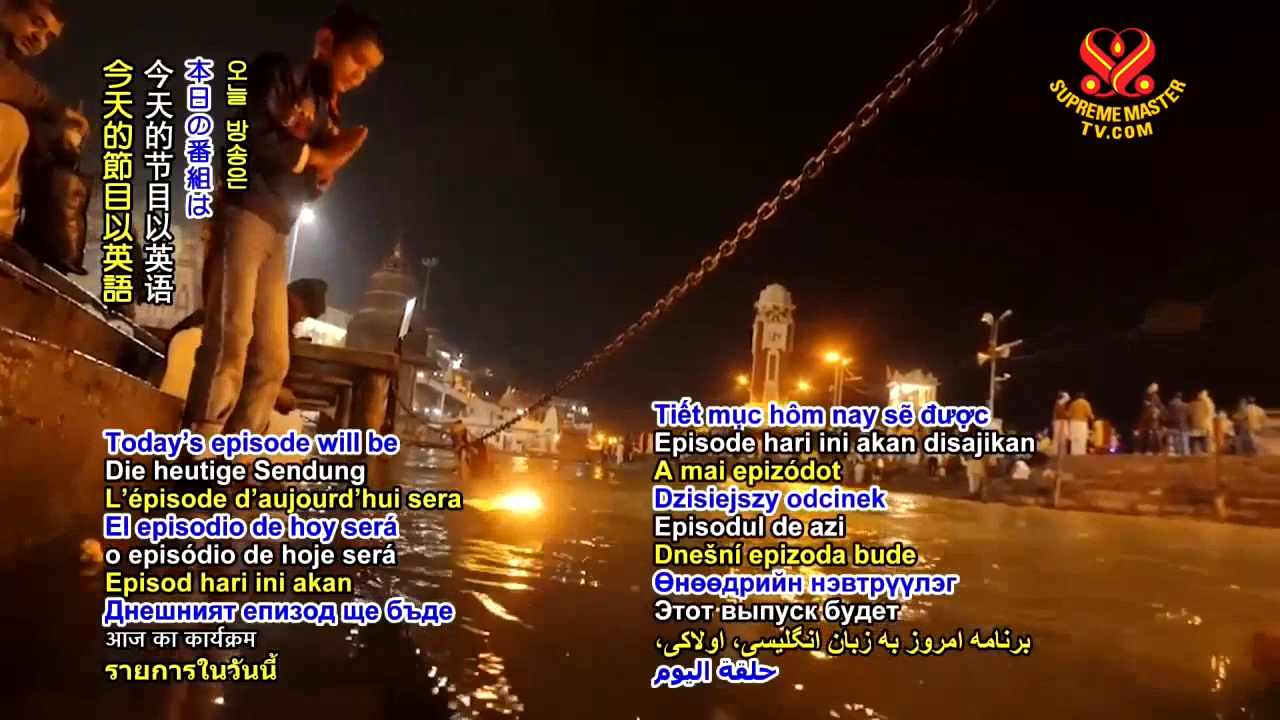 今天的節目以英語
今天的节目以英语
本日の番組は
오늘 방송은
SUPREME MASTER
TV.COM
Today's episode will be
Die heutige Sendung
L'épisode d'aujourd'hui sera
El episodio de hoy será
o episódio de hoje será
Episod hari ini akan
Днешният епизод ще бъде
आज का कार्यक्रम
รายการในวันนี้
Tiết mục hôm nay sẽ được
Episode hari ini akan disajikan
A mai epizódot
Dzisiejszy odcinek
Episodul de azi
Dnešní epizoda bude
Өнөөдрийн нэвтрүүлэг
Этот выпуск будет
برنامه امروز به زبان انگلیسی، اولاکی،
حلقة اليوم